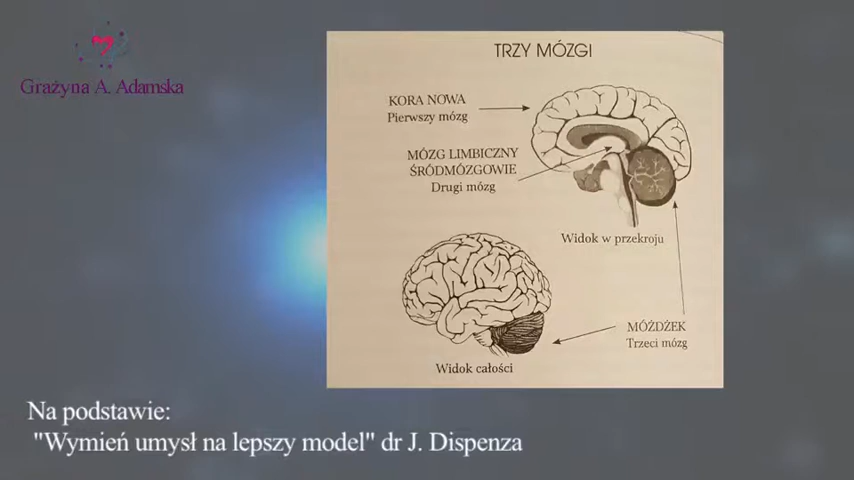 Grażyna A. Adamska
TRZY MÓZGI
KORA NOWA
Pierwszy mózg
MÓZG LIMBICZNY
ŚRÓDMÓZGOWIE
Drugi mózg
Widok w przekroju
MÓŻDŻEK
Trzeci mózg
Widok całości
Na podstawie:
"Wymień umysł na lepszy model" dr J. Dispenza